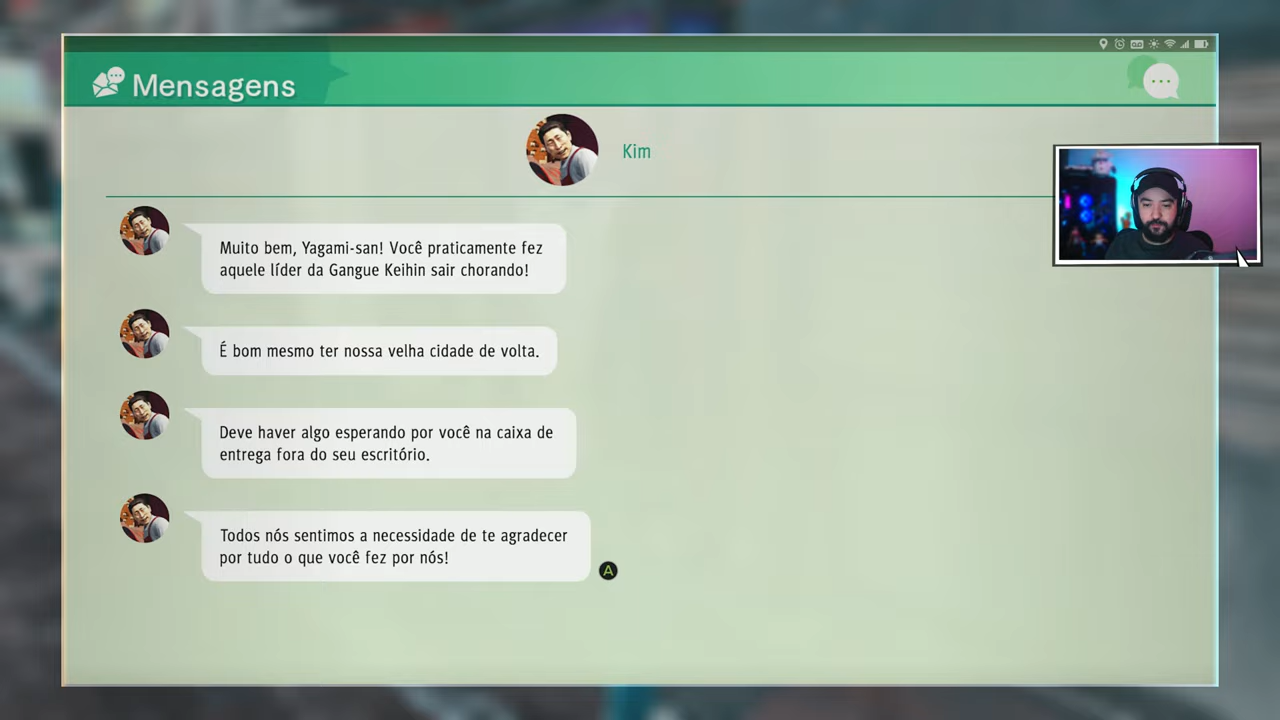 Mensagens
Kim
Muito bem, Yagami-san! Você praticamente fez
aquele líder da Gangue Keihin sair chorando!
É bom mesmo ter nossa velha cidade de volta.
Deve haver algo esperando por você na caixa de
entrega fora do seu escritório.
Todos nós sentimos a necessidade de te agradecer
por tudo o que você fez por nós!
A